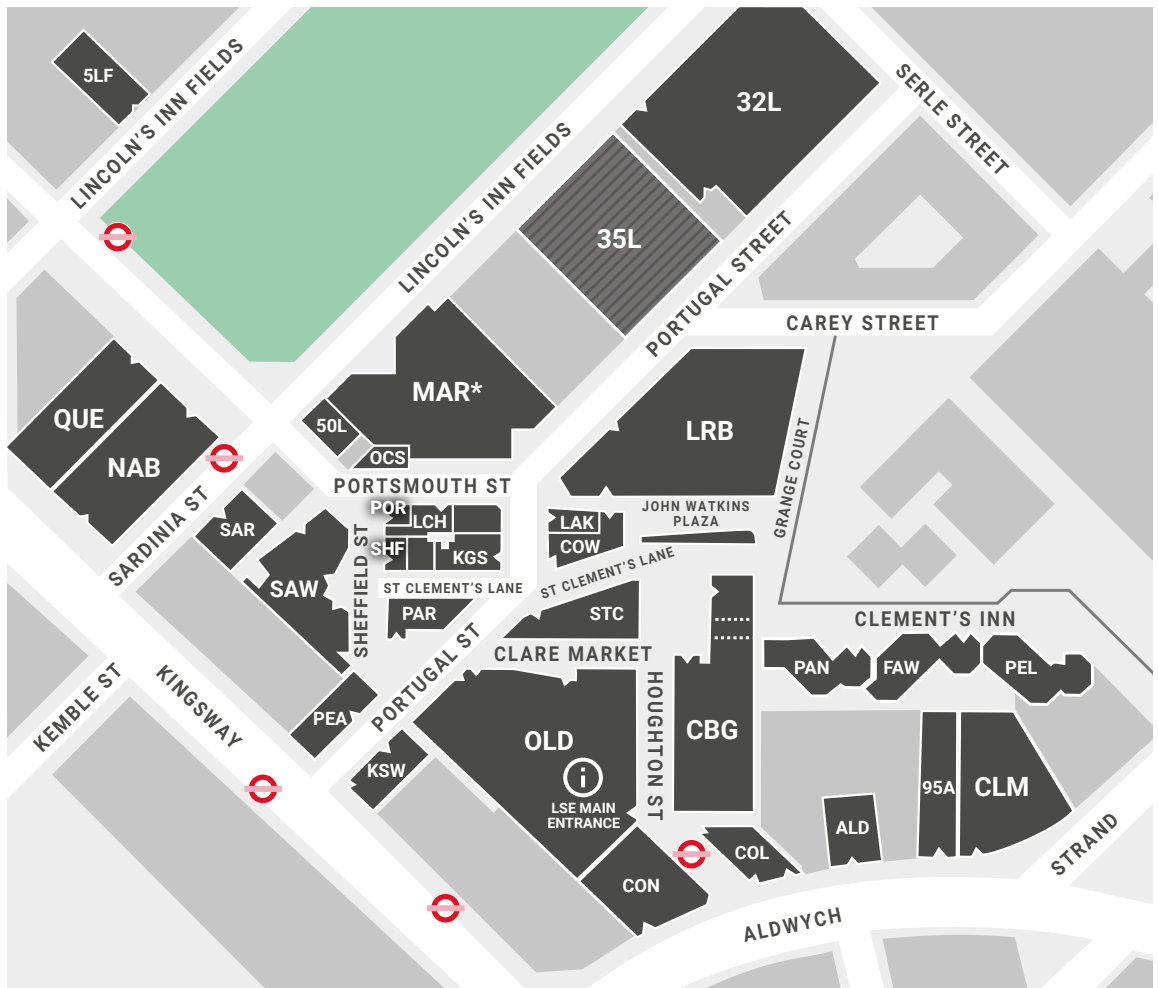 5LF
LINCOLN'S INN FIELDS
32L
SERLE STREET
LINCOLN'S INN FIELDS
35L
PORTUGAL STREET
CAREY STREET
MAR*
QUE
50L
NAB
OCS
LRB
GRANGE COURT
PORTSMOUTH ST
SARDINIA ST
SAR
POR
LCH
LAK
JOHN WATKINS
PLAZA
SHF
KGS
COW
SHEFFIELD ST
SAW
ST CLEMENT'S LANE
ST CLEMENT'S LANE
PAR
STC
CLEMENT'S INN
CLARE MARKET
PORTUGAL ST
PAN
FAW
PEL
KEMBLE ST
KINGSWAY
PEA
HOUGHTON ST
CBG
OLD
KSW
i
LSE MAIN
ENTRANCE
95A
CLM
ALD
COL
STRAND
CON
ALDWYCH